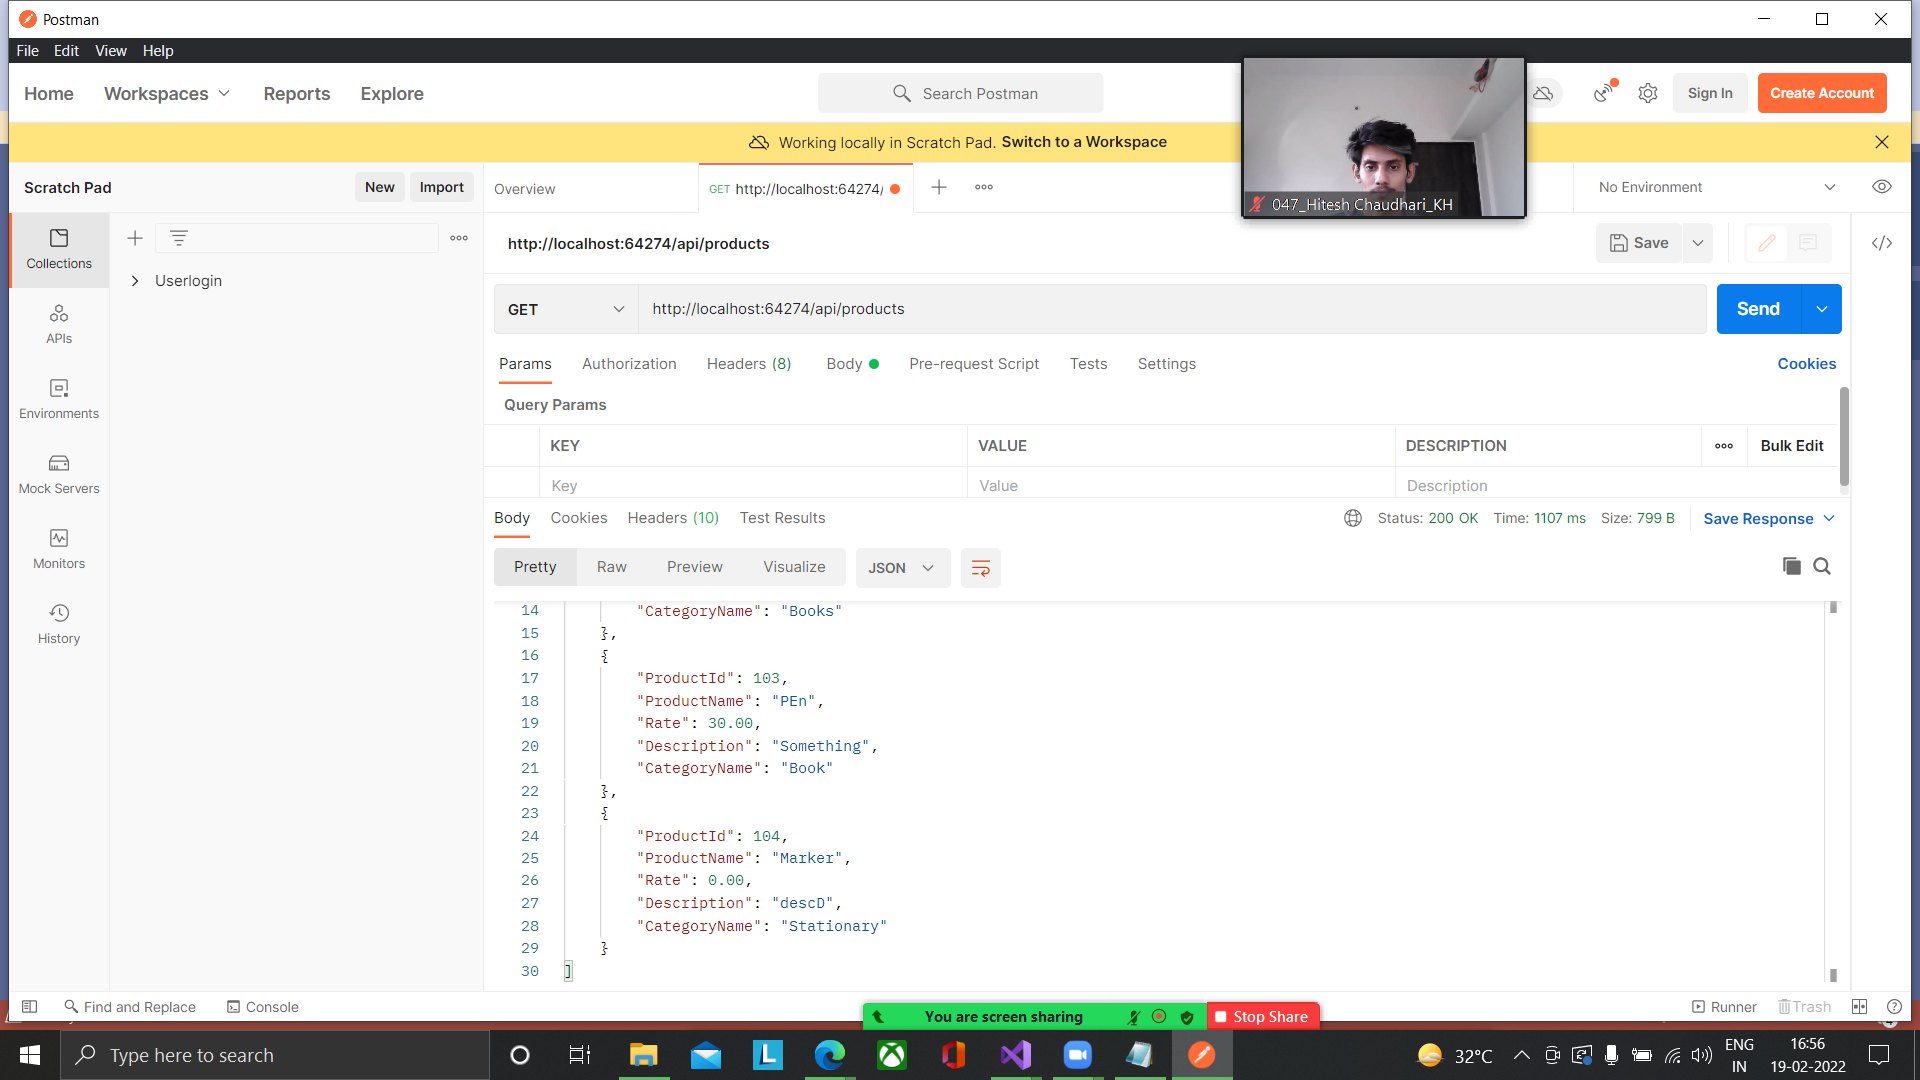 Postman
File Edit View Help
Home Workspaces Reports Explore
Search Postman
Sign In
Create Account
Working locally in Scratch Pad. Switch to a Workspace
047_Hitesh Chaudhari_KH
Scratch Pad
New
Import
Overview
GET http://localhost:64274/
No Environment
Collections
APIs
Environments
Mock Servers
Monitors
History
Userlogin
http://localhost:64274/api/products
Save
GET
http://localhost:64274/api/products
Send
Params Authorization Headers (8) Body Pre-request Script Tests Settings
Cookies
Query Params
KEY VALUE DESCRIPTION
Bulk Edit
Key Value Description
Body Cookies Headers (10) Test Results
Status: 200 OK Time: 1107 ms Size: 799 B
Save Response
Pretty Raw Preview Visualize
JSON
14 "CategoryName": "Books"
15 },
16 {
17 "ProductId": 103,
18 "ProductName": "PEn",
19 "Rate": 30.00,
20 "Description": "Something",
21 "CategoryName": "Book"
22 },
23 {
24 "ProductId": 104,
25 "ProductName": "Marker",
26 "Rate": 0.00,
27 "Description": "descD",
28 "CategoryName": "Stationary"
29 }
30 ]
Find and Replace
Console
Runner
Trash
You are screen sharing
Stop Share
Type here to search
32°C
ENG
IN
16:56
19-02-2022